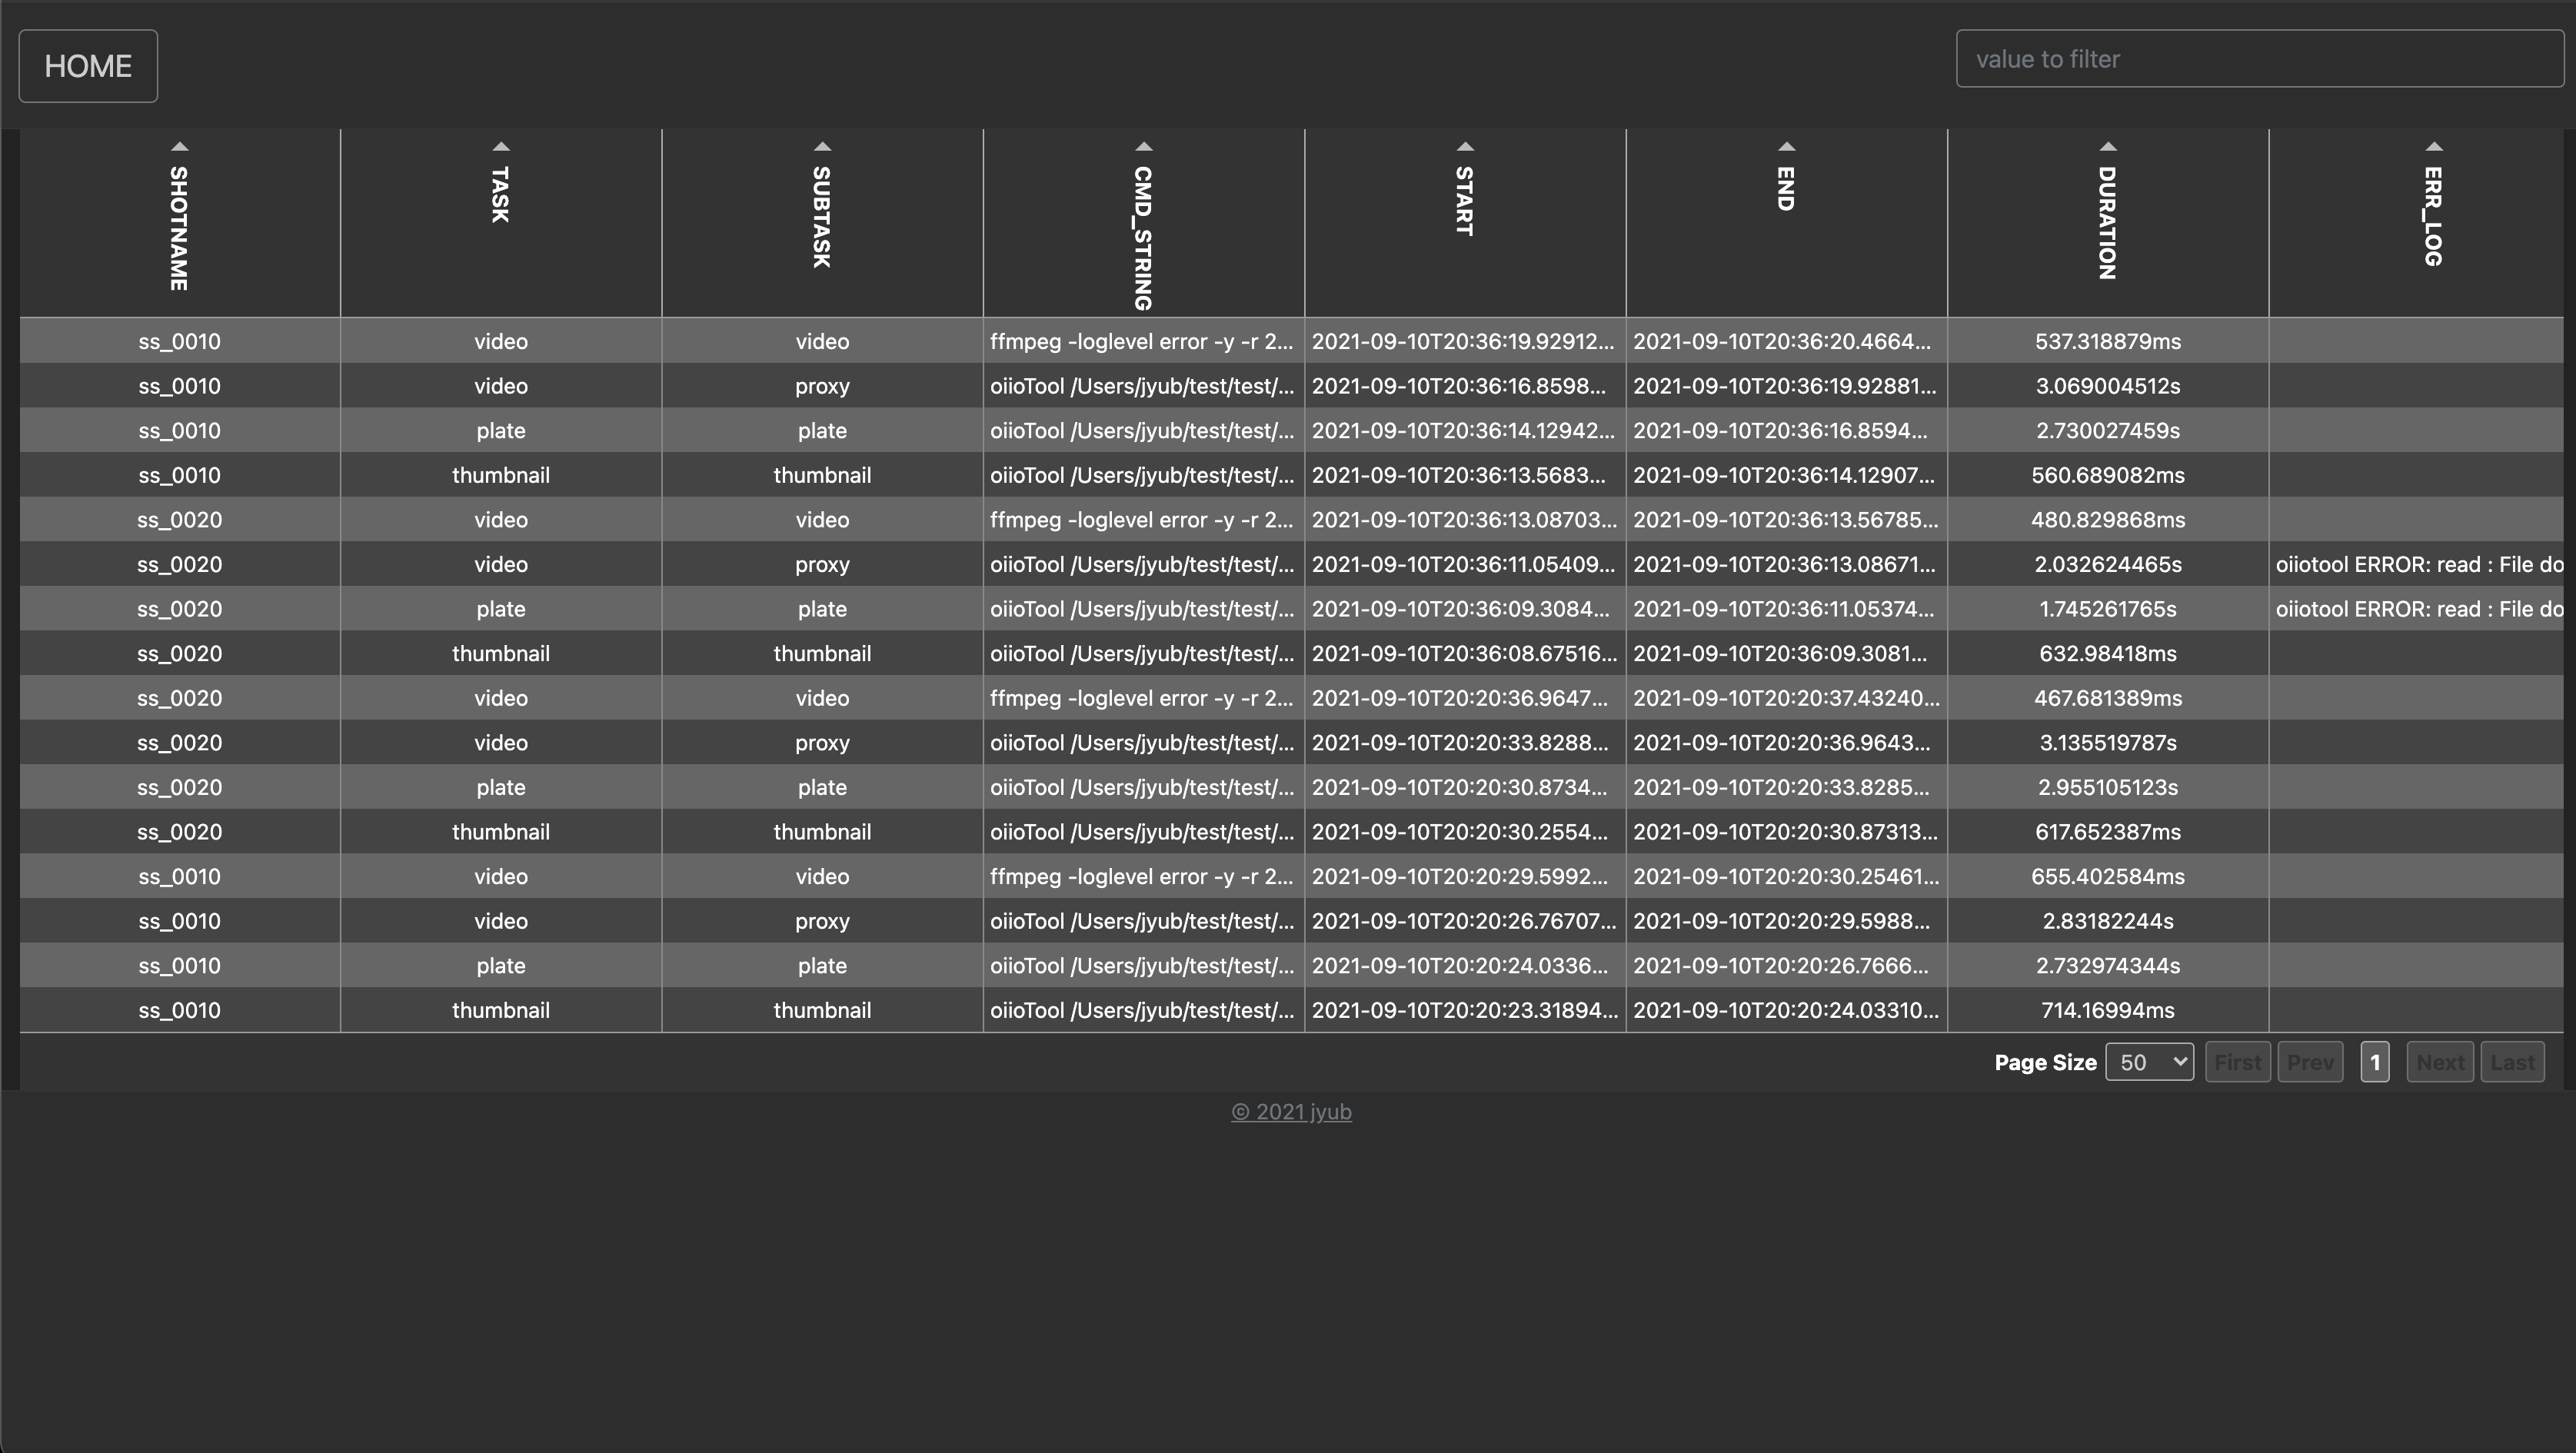 HOME
value to filter
SHOTNAME TASK SUBTASK CMD_STRING START END DURATION ERR_LOG
ss_0010 video video ffmpeg -loglevel error -y -r 2... 2021-09-10T20:36:19.92912... 2021-09-10T20:36:20.4664... 537.318879ms
ss_0010 video proxy oiioTool /Users/jyub/test/test/... 2021-09-10T20:36:16.8598... 2021-09-10T20:36:19.92881... 3.069004512s
ss_0010 plate plate oiioTool /Users/jyub/test/test/... 2021-09-10T20:36:14.12942... 2021-09-10T20:36:16.8594... 2.730027459s
ss_0010 thumbnail thumbnail oiioTool /Users/jyub/test/test/... 2021-09-10T20:36:13.5683... 2021-09-10T20:36:14.12907... 560.689082ms
ss_0020 video video ffmpeg -loglevel error -y -r 2... 2021-09-10T20:36:13.08703... 2021-09-10T20:36:13.56785... 480.829868ms
ss_0020 video proxy oiioTool /Users/jyub/test/test/... 2021-09-10T20:36:11.05409... 2021-09-10T20:36:13.08671... 2.032624465s oiiotool ERROR: read : File do
ss_0020 plate plate oiioTool /Users/jyub/test/test/... 2021-09-10T20:36:09.3084... 2021-09-10T20:36:11.05374... 1.745261765s oiiotool ERROR: read : File do
ss_0020 thumbnail thumbnail oiioTool /Users/jyub/test/test/... 2021-09-10T20:36:08.67516... 2021-09-10T20:36:09.3081... 632.98418ms
ss_0020 video video ffmpeg -loglevel error -y -r 2... 2021-09-10T20:20:36.9647... 2021-09-10T20:20:37.43240... 467.681389ms
ss_0020 video proxy oiioTool /Users/jyub/test/test/... 2021-09-10T20:20:33.8288... 2021-09-10T20:20:36.9643... 3.135519787s
ss_0020 plate plate oiioTool /Users/jyub/test/test/... 2021-09-10T20:20:30.8734... 2021-09-10T20:20:33.8285... 2.955105123s
ss_0020 thumbnail thumbnail oiioTool /Users/jyub/test/test/... 2021-09-10T20:20:30.2554... 2021-09-10T20:20:30.87313... 617.652387ms
ss_0010 video video ffmpeg -loglevel error -y -r 2... 2021-09-10T20:20:29.5992... 2021-09-10T20:20:30.25461... 655.402584ms
ss_0010 video proxy oiioTool /Users/jyub/test/test/... 2021-09-10T20:20:26.76707... 2021-09-10T20:20:29.5988... 2.83182244s
ss_0010 plate plate oiioTool /Users/jyub/test/test/... 2021-09-10T20:20:24.0336... 2021-09-10T20:20:26.7666... 2.732974344s
ss_0010 thumbnail thumbnail oiioTool /Users/jyub/test/test/... 2021-09-10T20:20:23.31894... 2021-09-10T20:20:24.03310... 714.16994ms
Page Size 50 First Prev 1 Next Last
© 2021 jyub